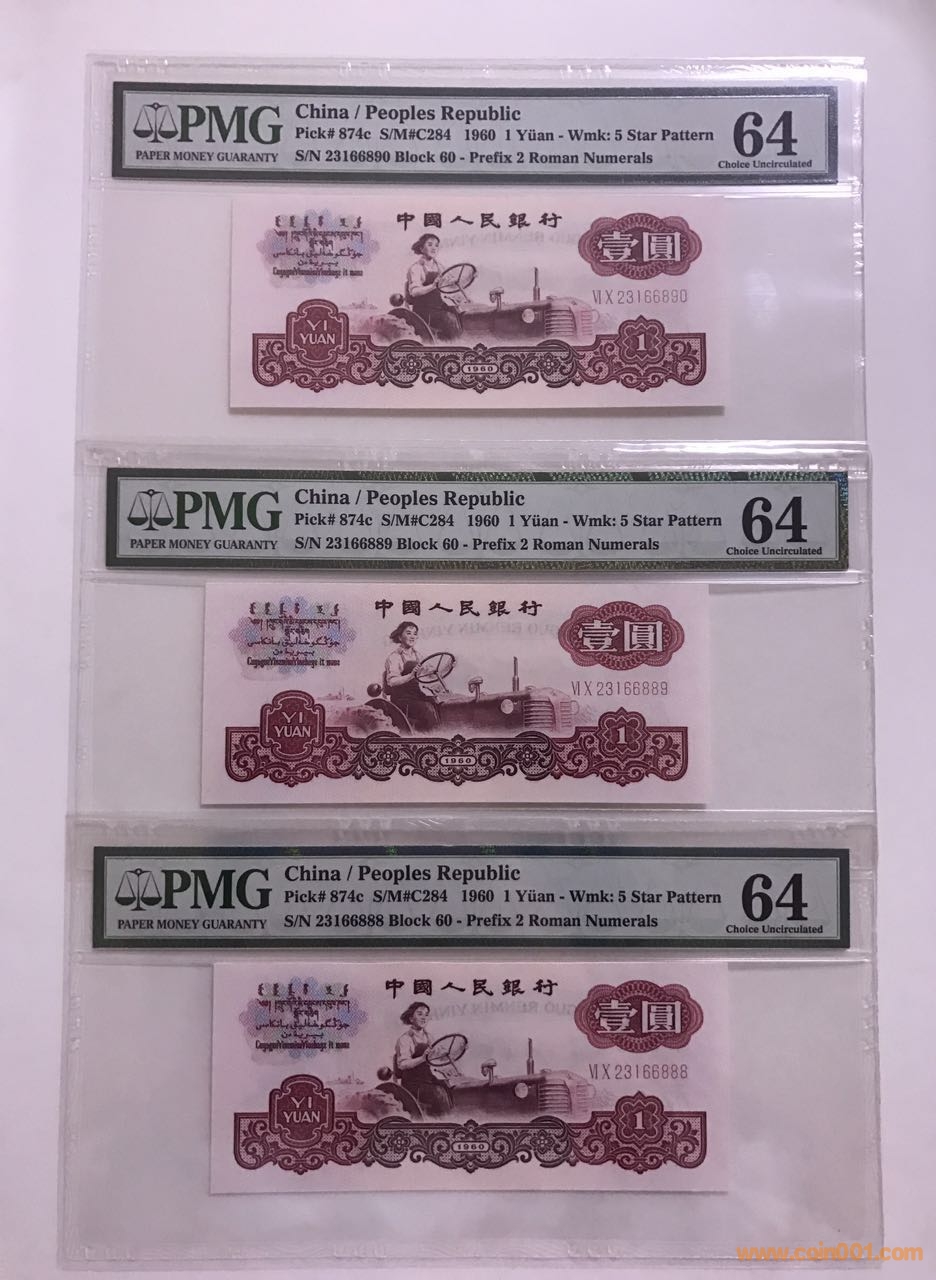 PMG
PAPER MONEY GUARANTY
China / Peoples Republic
Pick# 874c S/M#C284 1960 1 Yüan - Wmk: 5 Star Pattern
S/N 23166890 Block 60 - Prefix 2 Roman Numerals
64
Choice Uncirculated
中國人民銀行
壹圓
VI X 23166890
YI
YUAN
1960
1
PMG
PAPER MONEY GUARANTY
China / Peoples Republic
Pick# 874c S/M#C284 1960 1 Yüan - Wmk: 5 Star Pattern
S/N 23166889 Block 60 - Prefix 2 Roman Numerals
64
Choice Uncirculated
中國人民銀行
壹圓
VI X 23166889
YI
YUAN
1960
1
PMG
PAPER MONEY GUARANTY
China / Peoples Republic
Pick# 874c S/M#C284 1960 1 Yüan - Wmk: 5 Star Pattern
S/N 23166888 Block 60 - Prefix 2 Roman Numerals
64
Choice Uncirculated
中國人民銀行
壹圓
VI X 23166888
YI
YUAN
1960
1
www.coin001.com